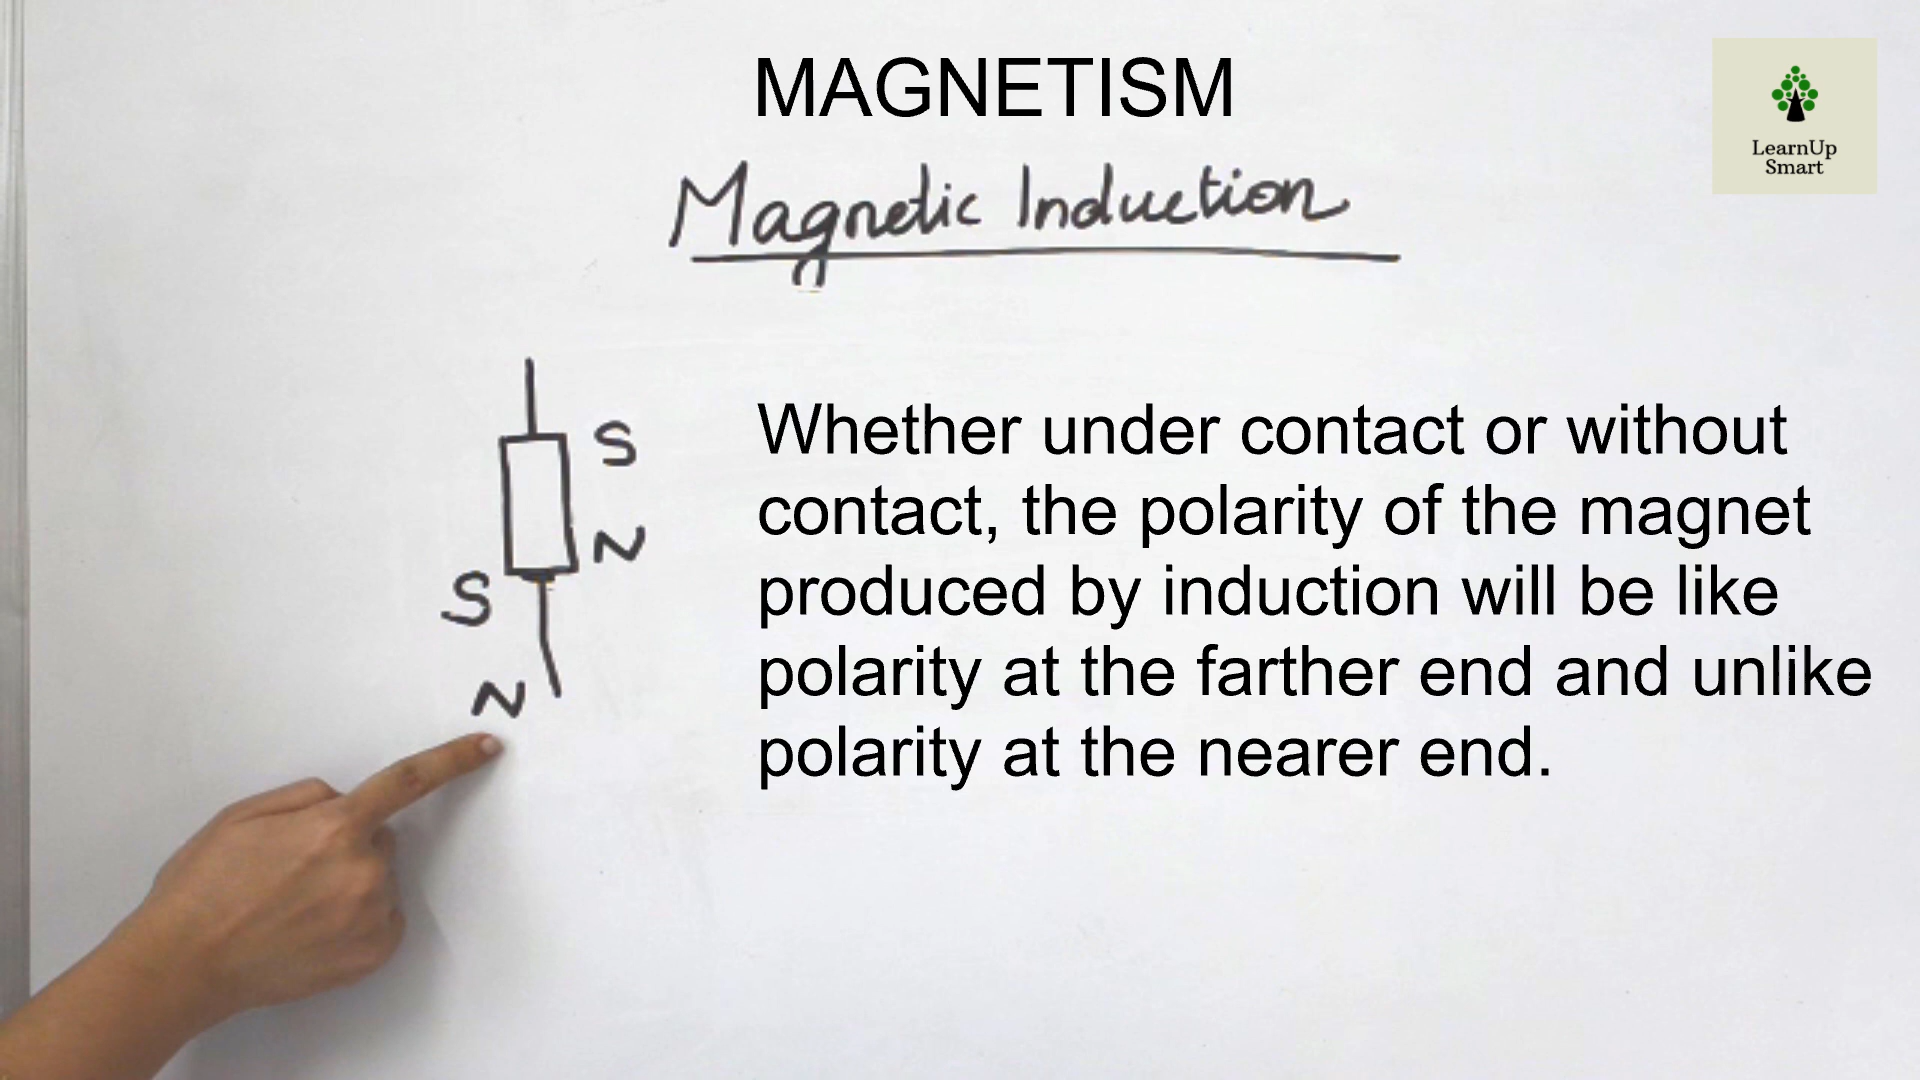 MAGNETISM
LearnUp
Smart
Magnetic Induction
S
N
S
N
Whether under contact or without
contact, the polarity of the magnet
produced by induction will be like
polarity at the farther end and unlike
polarity at the nearer end.